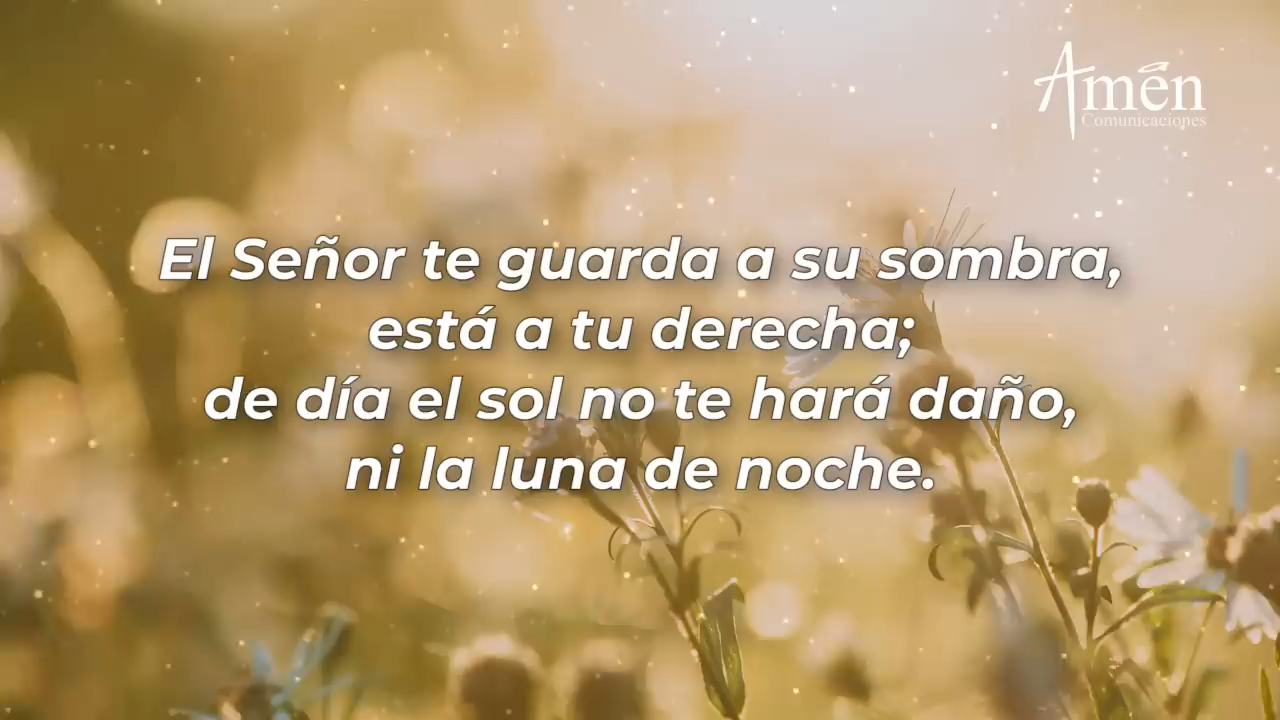 Amén
Comunicaciones
El Señor te guarda a su sombra,
está a tu derecha;
de día el sol no te hará daño,
ni la luna de noche.